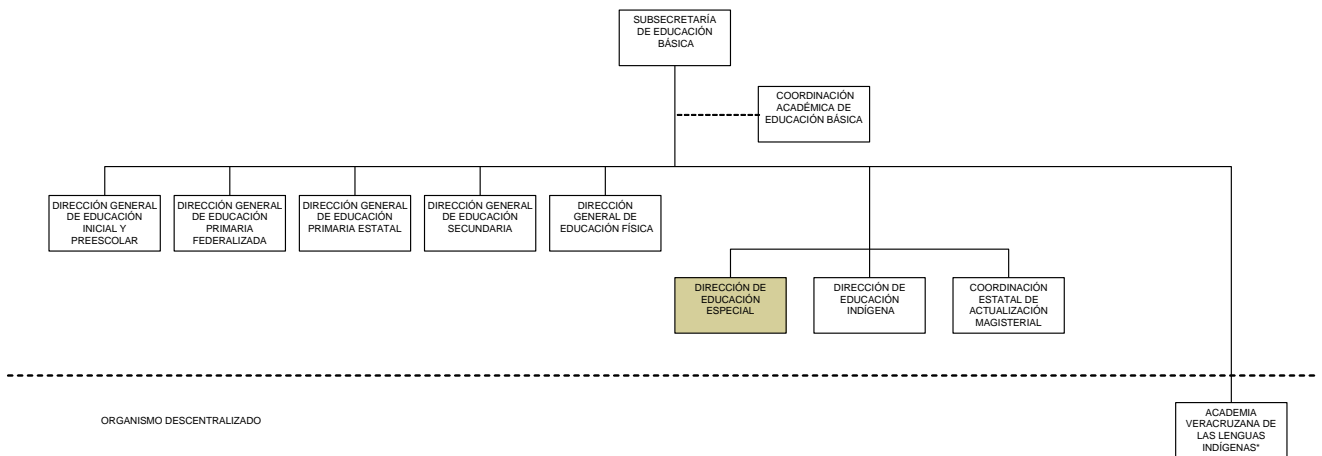 SUBSECRETARÍA
DE EDUCACIÓN
BÁSICA
COORDINACIÓN
ACADÉMICA DE
EDUCACIÓN BÁSICA
DIRECCIÓN GENERAL
DE EDUCACIÓN
INICIAL Y
PREESCOLAR
DIRECCIÓN GENERAL
DE EDUCACIÓN
PRIMARIA
FEDERALIZADA
DIRECCIÓN GENERAL
DE EDUCACIÓN
PRIMARIA ESTATAL
DIRECCIÓN GENERAL
DE EDUCACIÓN
SECUNDARIA
DIRECCIÓN
GENERAL DE
EDUCACIÓN FÍSICA
DIRECCIÓN DE
EDUCACIÓN
ESPECIAL
DIRECCIÓN DE
EDUCACIÓN
INDÍGENA
COORDINACIÓN
ESTATAL DE
ACTUALIZACIÓN
MAGISTERIAL
ORGANISMO DESCENTRALIZADO
ACADEMIA
VERACRUZANA DE
LAS LENGUAS
INDÍGENAS*